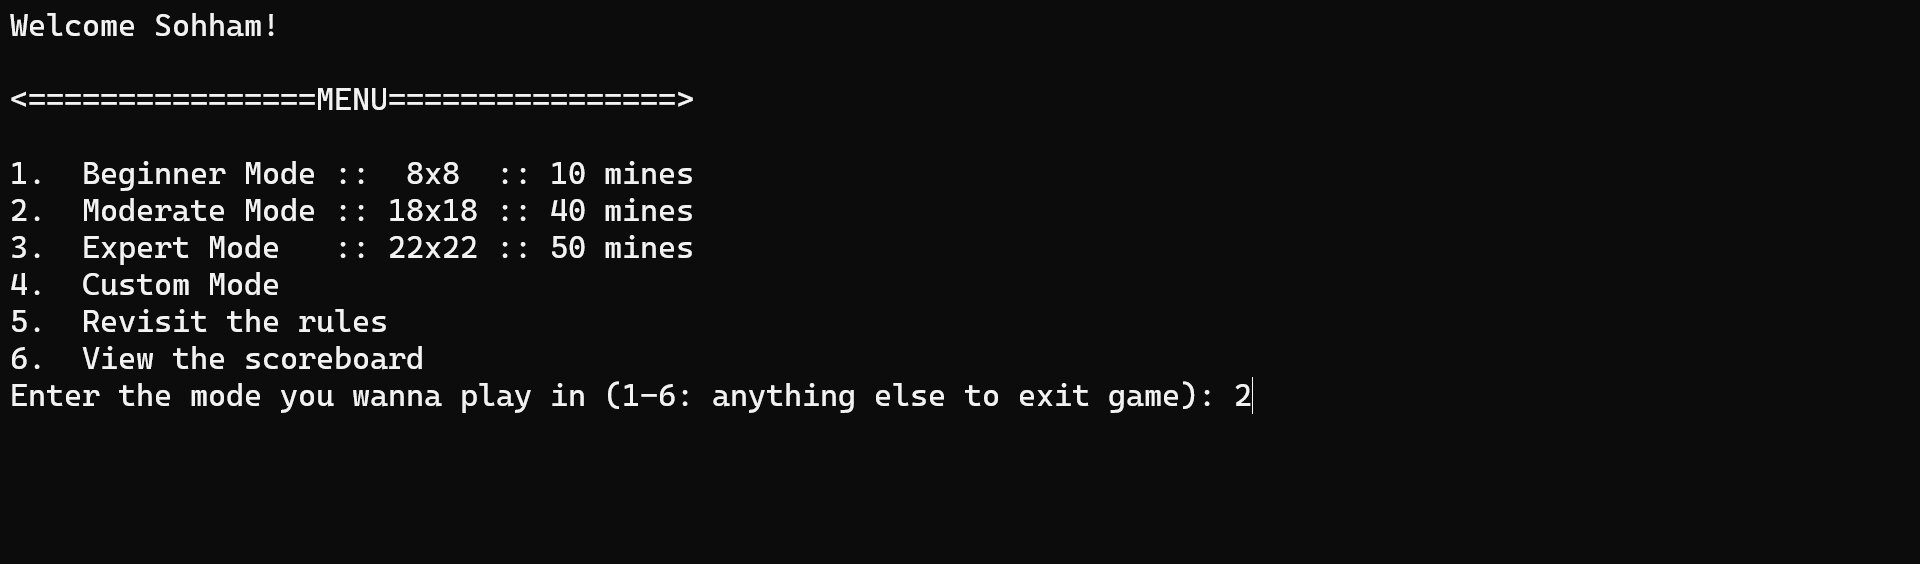 Welcome Sohham!
<================MENU================>
1.  Beginner Mode ::  8x8  :: 10 mines
2.  Moderate Mode :: 18x18 :: 40 mines
3.  Expert Mode   :: 22x22 :: 50 mines
4.  Custom Mode
5.  Revisit the rules
6.  View the scoreboard
Enter the mode you wanna play in (1-6: anything else to exit game): 2